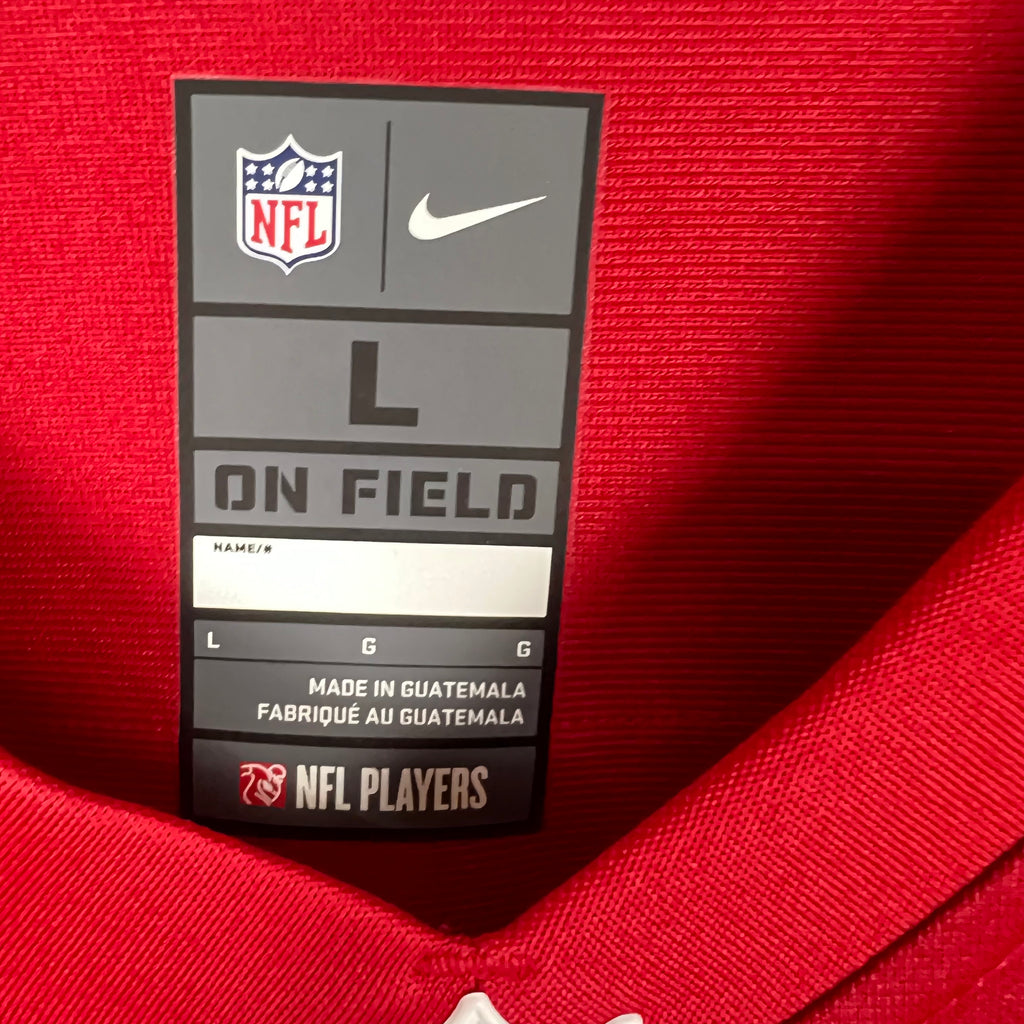 NFL
L
ON FIELD
NAME/#
L G G
MADE IN GUATEMALA
FABRIQUÉ AU GUATEMALA
NFL PLAYERS